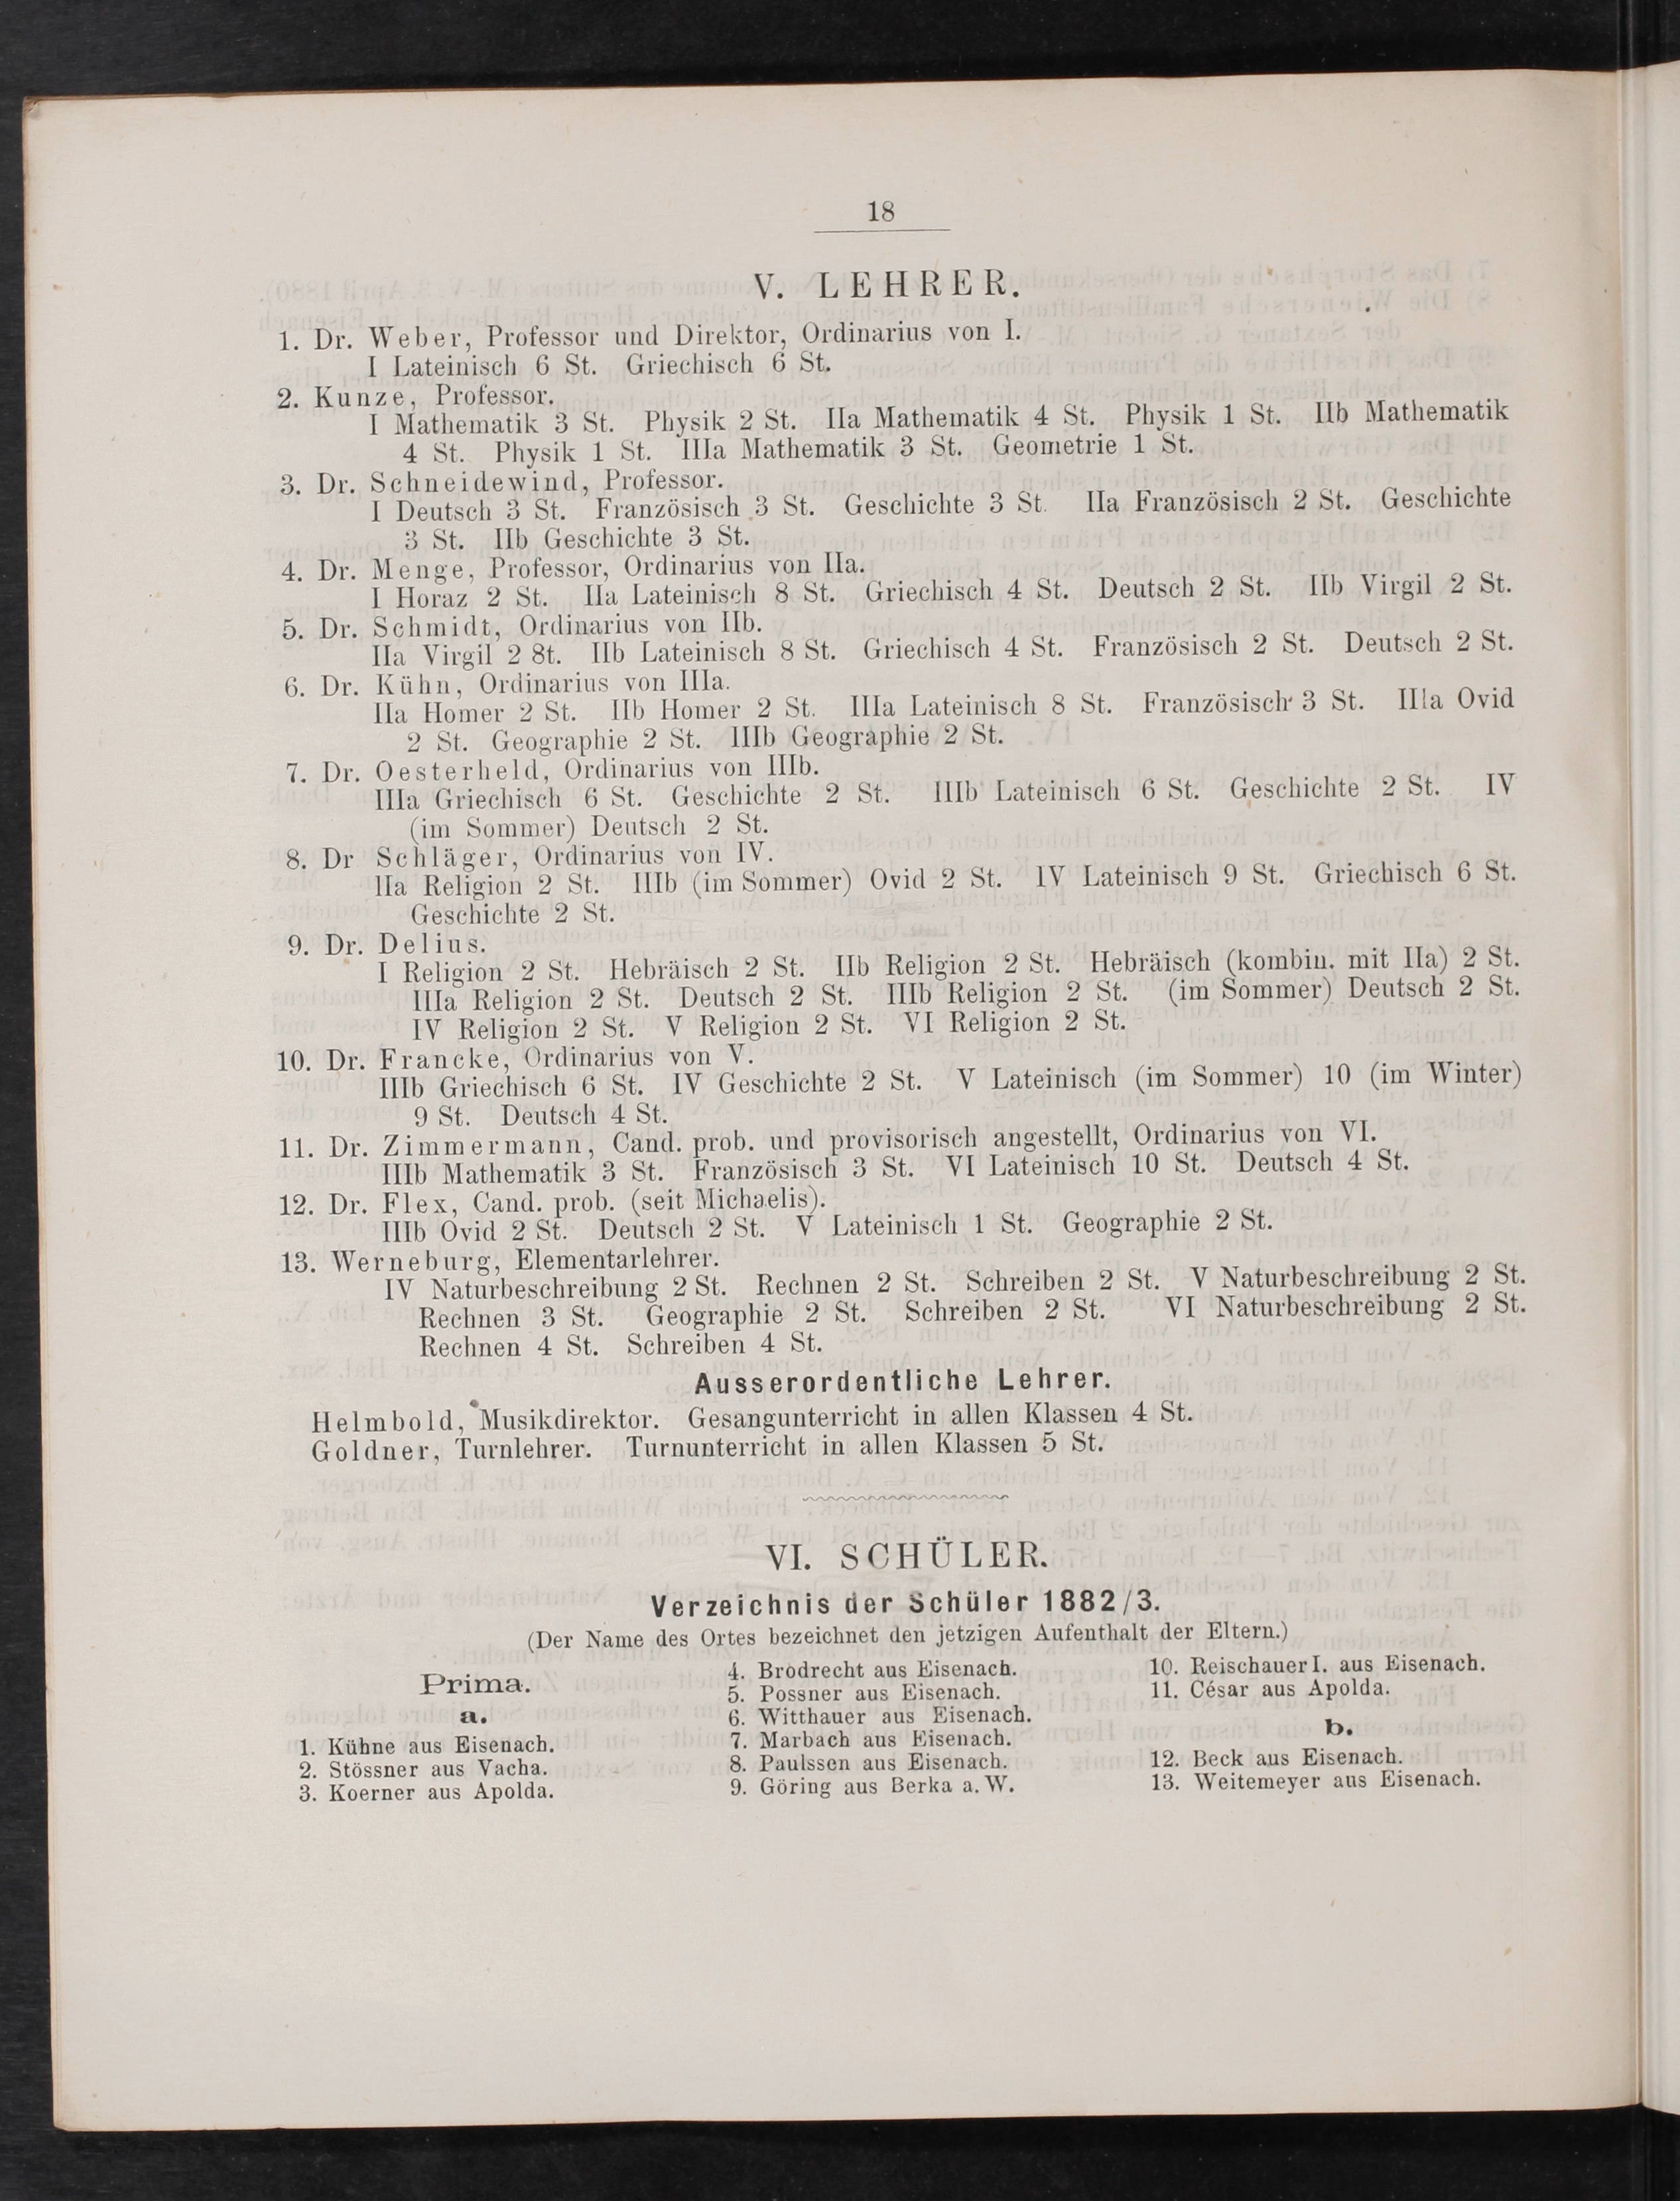 18
V. LEHRER.
1. Dr. Weber, Professor und Direktor, Ordinarius von I.
I Lateinisch 6 St. Griechisch 6 St.
2. Kunze, Professor.
I Mathematik 3 St. Physik 2 St. IIa Mathematik 4 St. Physik 1 St. IIb Mathematik
4 St. Physik 1 St. IIIa Mathematik 3 St. Geometrie 1 St.
3. Dr. Schneidewind, Professor.
I Deutsch 3 St. Französisch 3 St. Geschichte 3 St. IIa Französisch 2 St. Geschichte
3 St. IIb Geschichte 3 St.
4. Dr. Menge, Professor, Ordinarius von IIa.
I Horaz 2 St. IIa Lateinisch 8 St. Griechisch 4 St. Deutsch 2 St. IIb Virgil 2 St.
5. Dr. Schmidt, Ordinarius von IIb.
IIa Virgil 2 8t. IIb Lateinisch 8 St. Griechisch 4 St. Französisch 2 St. Deutsch 2 St.
6. Dr. Kühn, Ordinarius von IIIa.
IIa Homer 2 St. IIb Homer 2 St. IIIa Lateinisch 8 St. Französisch 3 St. IIIa Ovid
2 St. Geographie 2 St. IIIb Geographie 2 St.
7. Dr. Oesterheld, Ordinarius von IIIb.
IIIa Griechisch 6 St. Geschichte 2 St. IIIb Lateinisch 6 St. Geschichte 2 St. IV
(im Sommer) Deutsch 2 St.
8. Dr Schläger, Ordinarius von IV.
IIa Religion 2 St. IIIb (im Sommer) Ovid 2 St. IV Lateinisch 9 St. Griechisch 6 St.
Geschichte 2 St.
9. Dr. Delius.
I Religion 2 St. Hebräisch 2 St. IIb Religion 2 St. Hebräisch (kombin. mit IIa) 2 St.
IIIa Religion 2 St. Deutsch 2 St. IIIb Religion 2 St. (im Sommer) Deutsch 2 St.
IV Religion 2 St. V Religion 2 St. VI Religion 2 St.
10. Dr. Francke, Ordinarius von V.
IIIb Griechisch 6 St. IV Geschichte 2 St. V Lateinisch (im Sommer) 10 (im Winter)
9 St. Deutsch 4 St.
11. Dr. Zimmermann, Cand. prob. und provisorisch angestellt, Ordinarius von VI.
IIIb Mathematik 3 St. Französisch 3 St. VI Lateinisch 10 St. Deutsch 4 St.
12. Dr. Flex, Cand. prob. (seit Michaelis).
IIIb Ovid 2 St. Deutsch 2 St. V Lateinisch 1 St. Geographie 2 St.
13. Werneburg, Elementarlehrer.
IV Naturbeschreibung 2 St. Rechnen 2 St. Schreiben 2 St. V Naturbeschreibung 2 St.
Rechnen 3 St. Geographie 2 St. Schreiben 2 St. VI Naturbeschreibung 2 St.
Rechnen 4 St. Schreiben 4 St.
Ausserordentliche Lehrer.
Helmbold, Musikdirektor. Gesangunterricht in allen Klassen 4 St.
Goldner, Turnlehrer. Turnunterricht in allen Klassen 5 St.
VI. SCHÜLER.
Verzeichnis der Schüler 1882/3.
(Der Name des Ortes bezeichnet den jetzigen Aufenthalt der Eltern.)
Prima.
a.
1. Kühne aus Eisenach.
2. Stössner aus Vacha.
3. Koerner aus Apolda.
4. Brodrecht aus Eisenach.
5. Possner aus Eisenach.
6. Witthauer aus Eisenach.
7. Marbach aus Eisenach.
8. Paulssen aus Eisenach.
9. Göring aus Berka a. W.
10. Reischauer I. aus Eisenach.
11. César aus Apolda.
b.
12. Beck aus Eisenach.
13. Weitemeyer aus Eisenach.